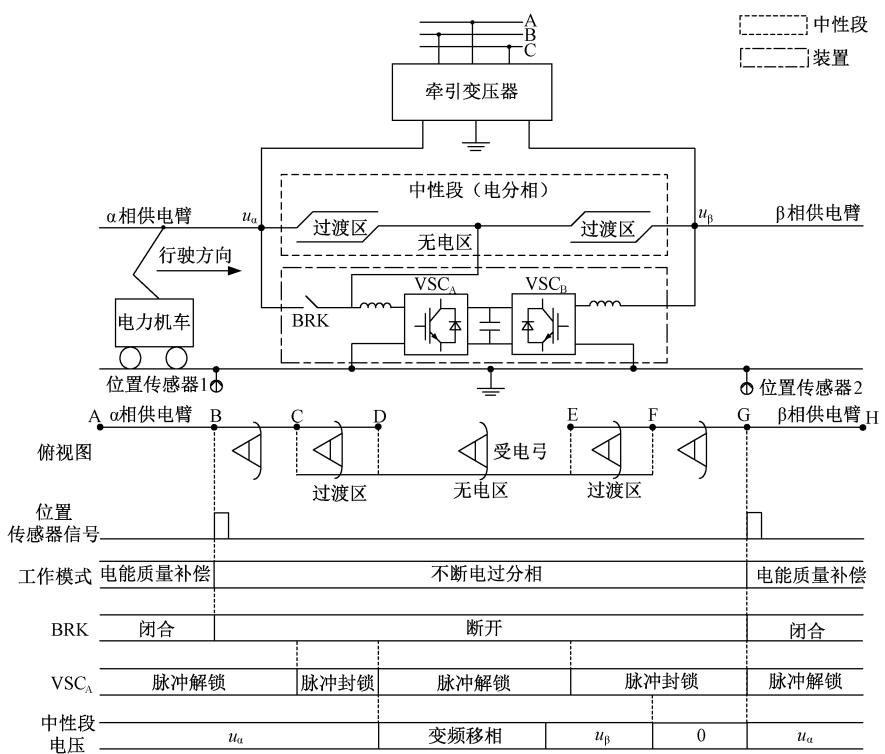 A
B
C
中性段
装置
牵引变压器
中性段（电分相）
α相供电臂
uα
过渡区
无电区
过渡区
uβ
β相供电臂
行驶方向
VSCA
VSCB
BRK
电力机车
位置传感器1
位置传感器2
A α相供电臂 B C D E F G β相供电臂 H
俯视图
受电弓
过渡区
无电区
过渡区
位置
传感器信号
工作模式 电能质量补偿 不断电过分相 电能质量补偿
BRK 闭合 断开 闭合
VSCA 脉冲解锁 脉冲封锁 脉冲解锁 脉冲封锁 脉冲解锁
中性段
电压
uα 变频移相 uβ 0 uα